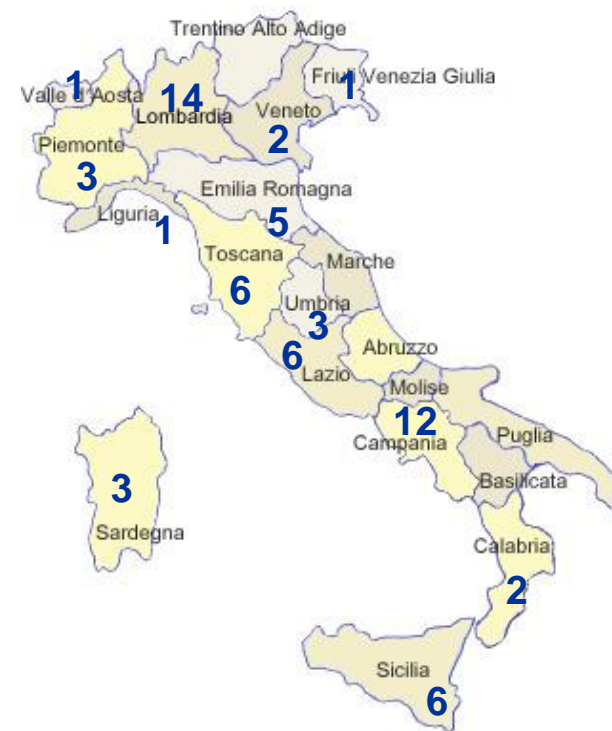 Trentino Alto Adige
Friuli Venezia Giulia
1
1
Valle d'Aosta
14
Lombardia
Veneto
2
Piemonte
3
Emilia Romagna
5
Liguria
1
Toscana
6
Marche
Umbria
3
6
Lazio
Abruzzo
Molise
12
Campania
Puglia
Basilicata
3
Sardegna
Calabria
2
Sicilia
6